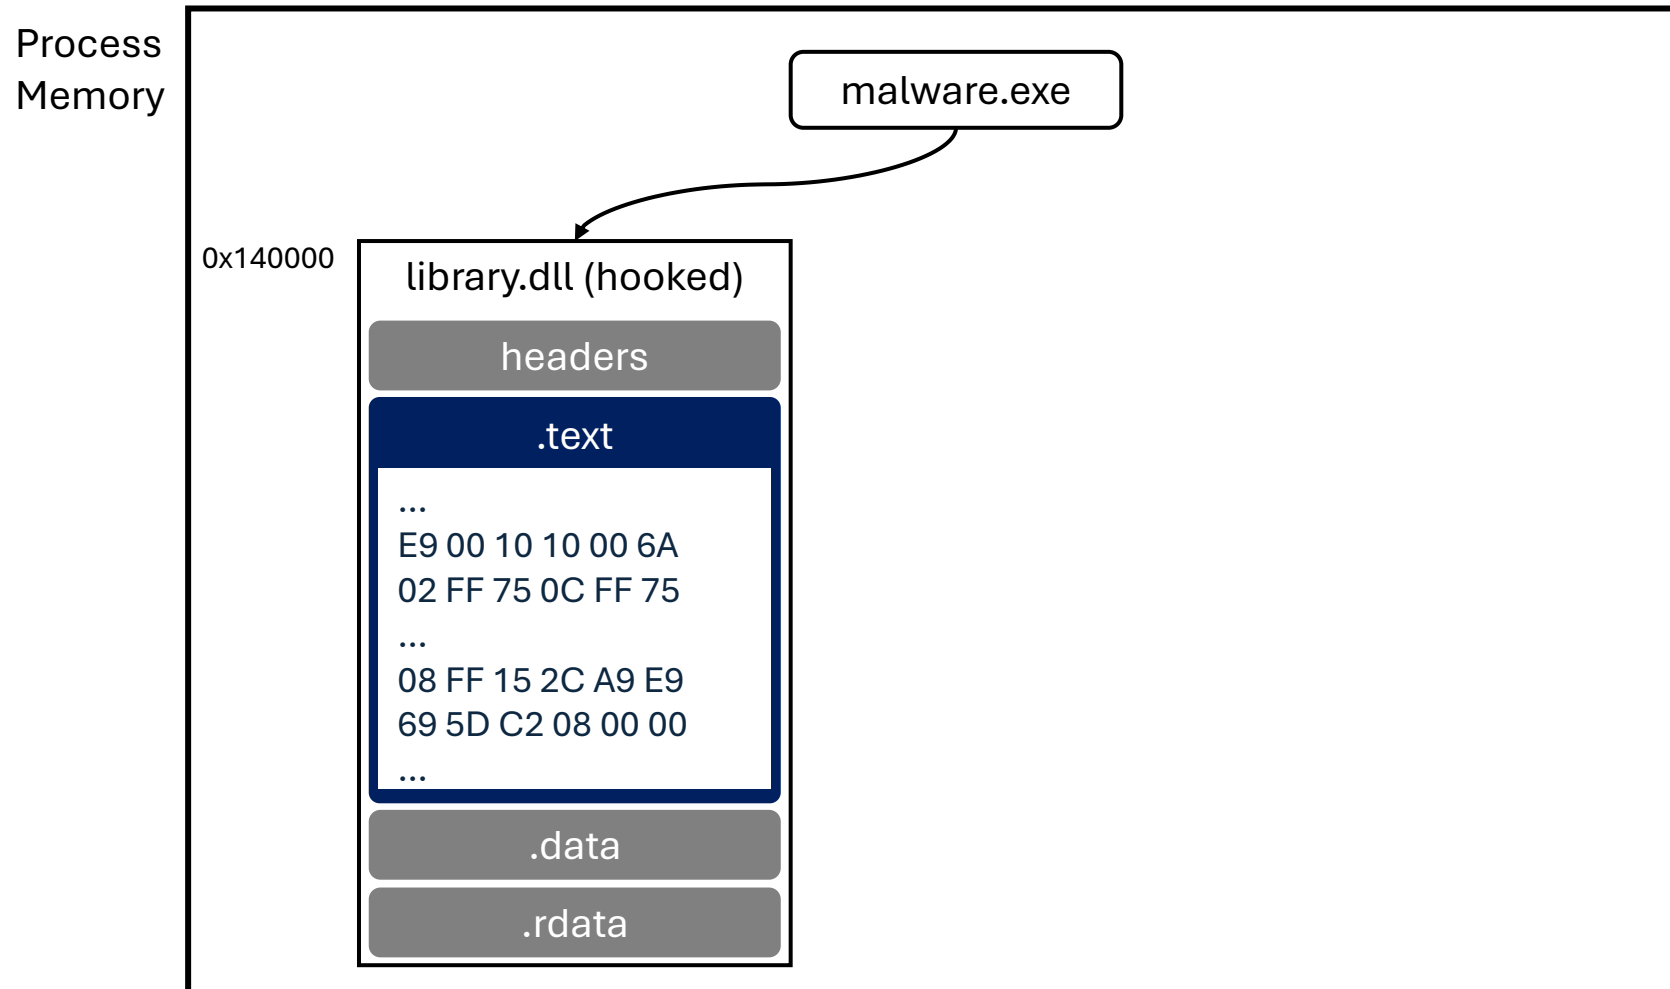 Process
Memory
malware.exe
0x140000
library.dll (hooked)
headers
.text
...
E9 00 10 10 00 6A
02 FF 75 0C FF 75
...
08 FF 15 2C A9 E9
69 5D C2 08 00 00
...
.data
.rdata